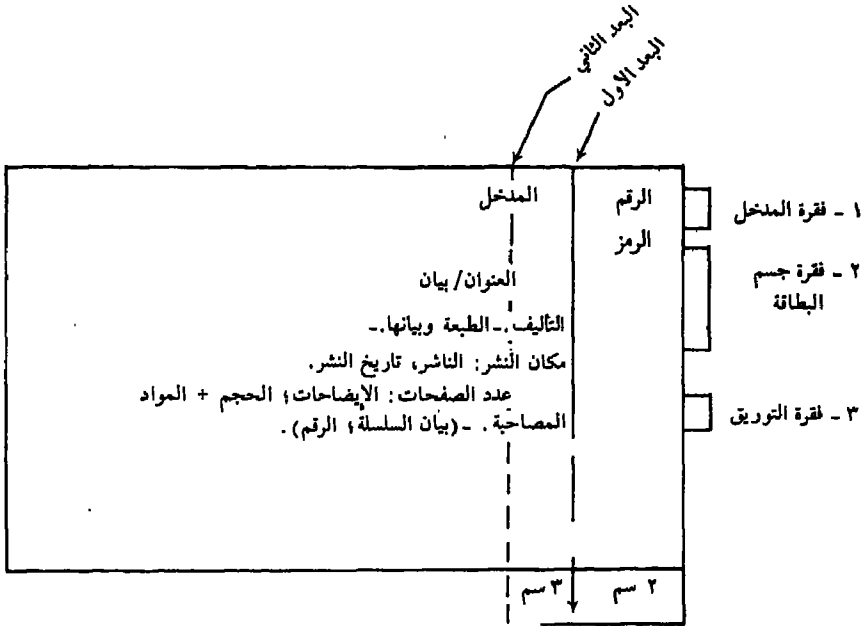 البعد الثاني
البعد الأول
١ - فقرة المدخل
الرقم
المدخل
الرمز
٢ - فقرة جسم
البطاقة
العنوان/ بيان
التأليف. - الطبعة وبيانها. -
مكان النشر: الناشر، تاريخ النشر.
٣ - فقرة التوريق
عدد الصفحات: الايضاحات؛ الحجم + المواد
المصاحبة. - (بيان السلسلة؛ الرقم).
٢ سم
٣ سم